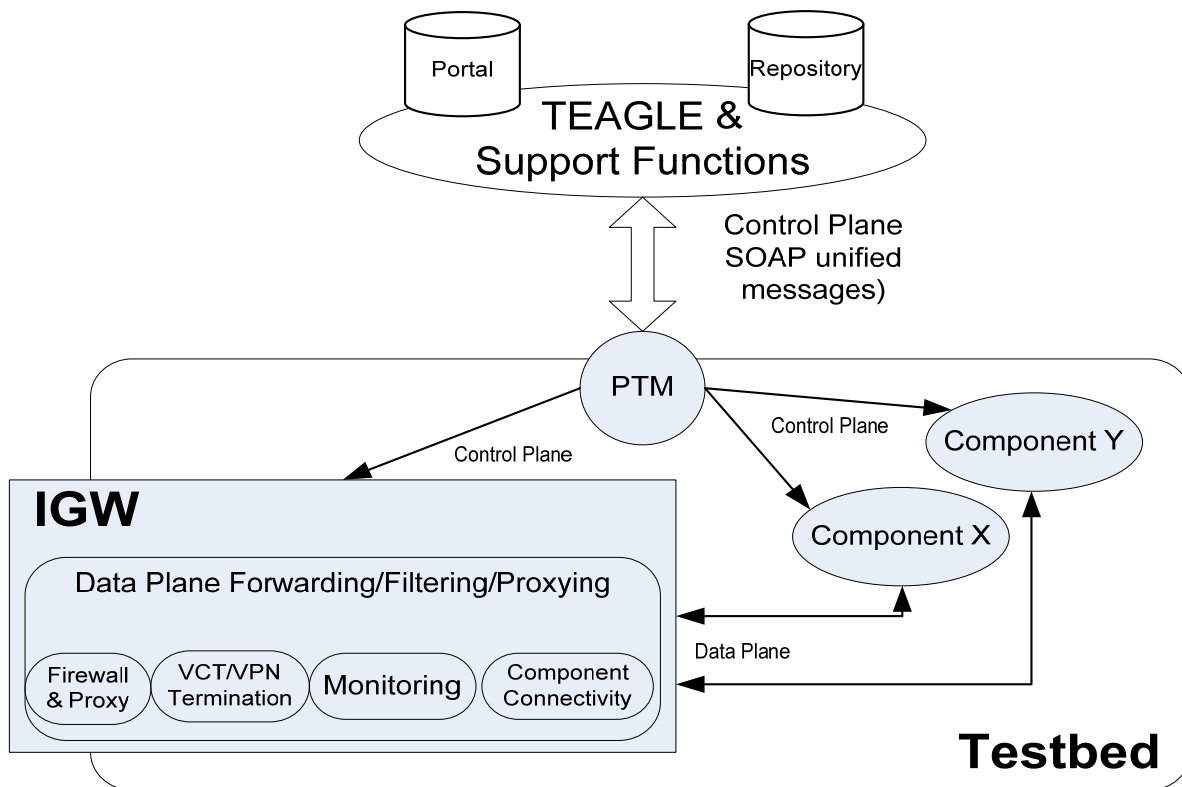 Portal
Repository
TEAGLE &
Support Functions
Control Plane
SOAP unified
messages)
PTM
Control Plane
Control Plane
Component Y
IGW
Component X
Data Plane Forwarding/Filtering/Proxying
Data Plane
Firewall
& Proxy
VCT/VPN
Termination
Monitoring
Component
Connectivity
Testbed